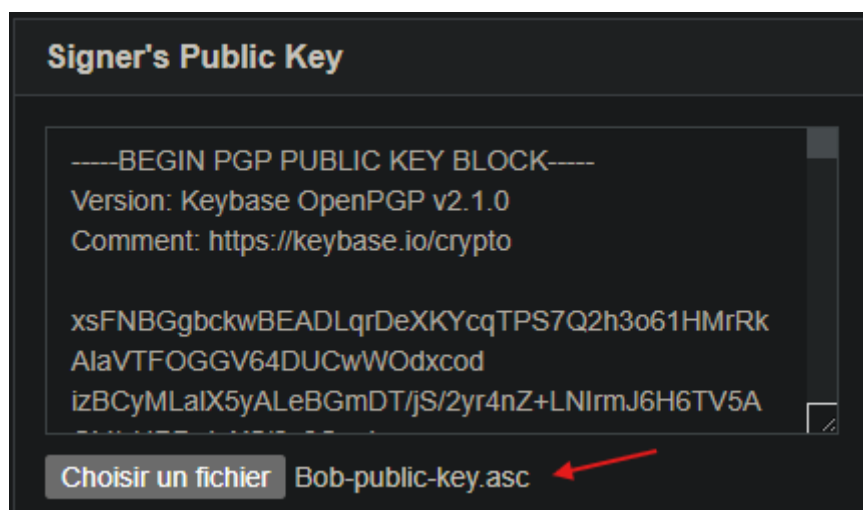 Signer's Public Key
-----BEGIN PGP PUBLIC KEY BLOCK-----
Version: Keybase OpenPGP v2.1.0
Comment: https://keybase.io/crypto
xsFNBGgbckwBEADLqrDeXKYcqTPS7Q2h3o61HMrRk
AlaVTFOGGV64DUCwWOdxcod
izBCyMLalX5yALeBGmDT/jS/2yr4nZ+LNIrmJ6H6TV5A
Choisir un fichier Bob-public-key.asc